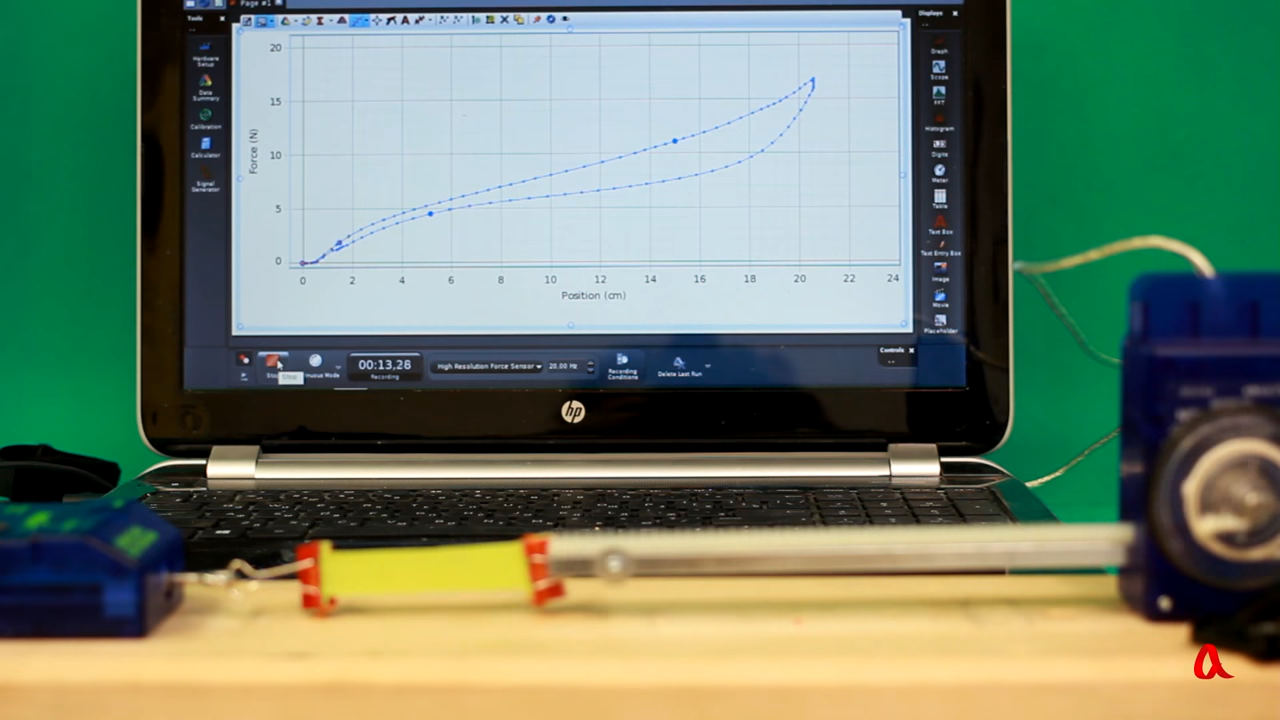 Page #1
Tools
Displays
Hardware
Setup
Data
Summary
Calibration
Calculator
Signal
Generator
Force (N)
20
15
10
5
0
0 2 4 6 8 10 12 14 16 18 20 22 24
Position (cm)
Graph
Scope
FFT
Histogram
Digits
Meter
Table
Text Box
Text Entry Box
Image
Movie
Placeholder
Controls
Stop
00:13,28
Recording
High Resolution Force Sensor
20.00 Hz
Recording
Conditions
Delete Last Run
hp
a